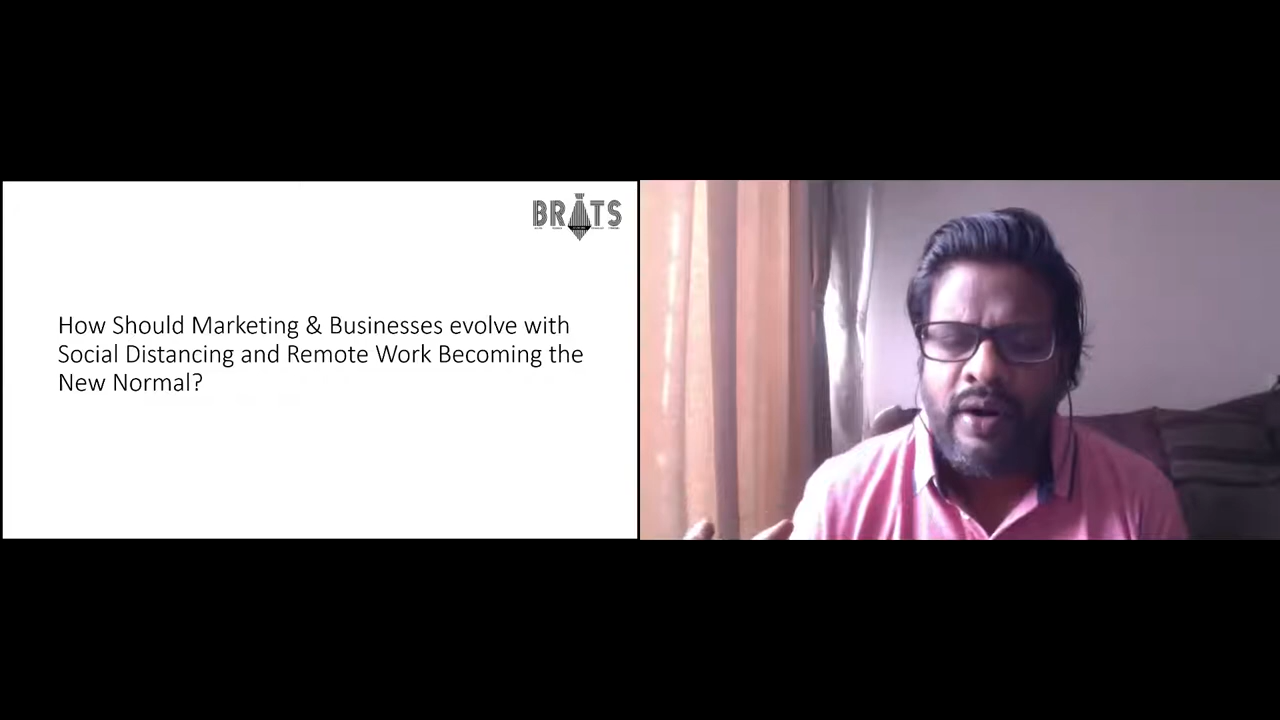 BRATS
How Should Marketing & Businesses evolve with
Social Distancing and Remote Work Becoming the
New Normal?